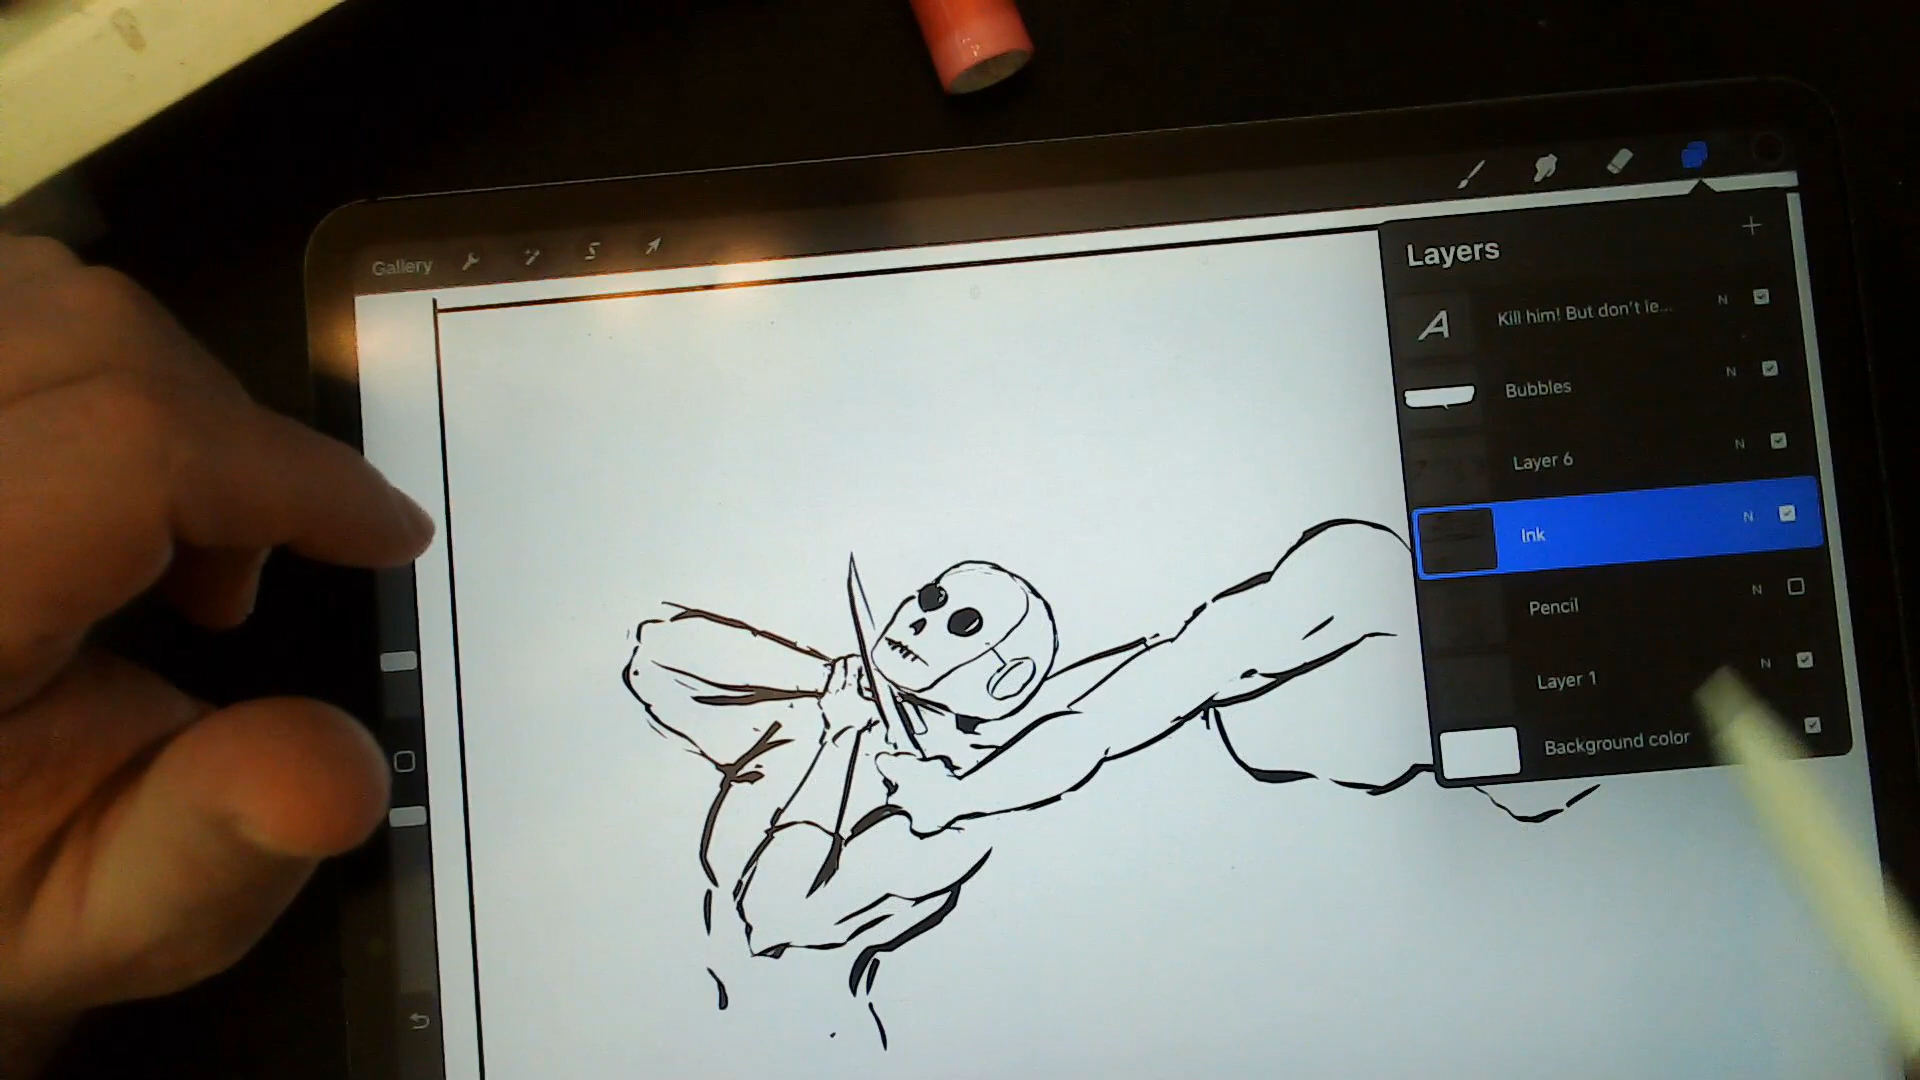 Gallery
Layers
Kill him! But don't le... N
Bubbles N
Layer 6 N
Ink N
Pencil N
Layer 1 N
Background color